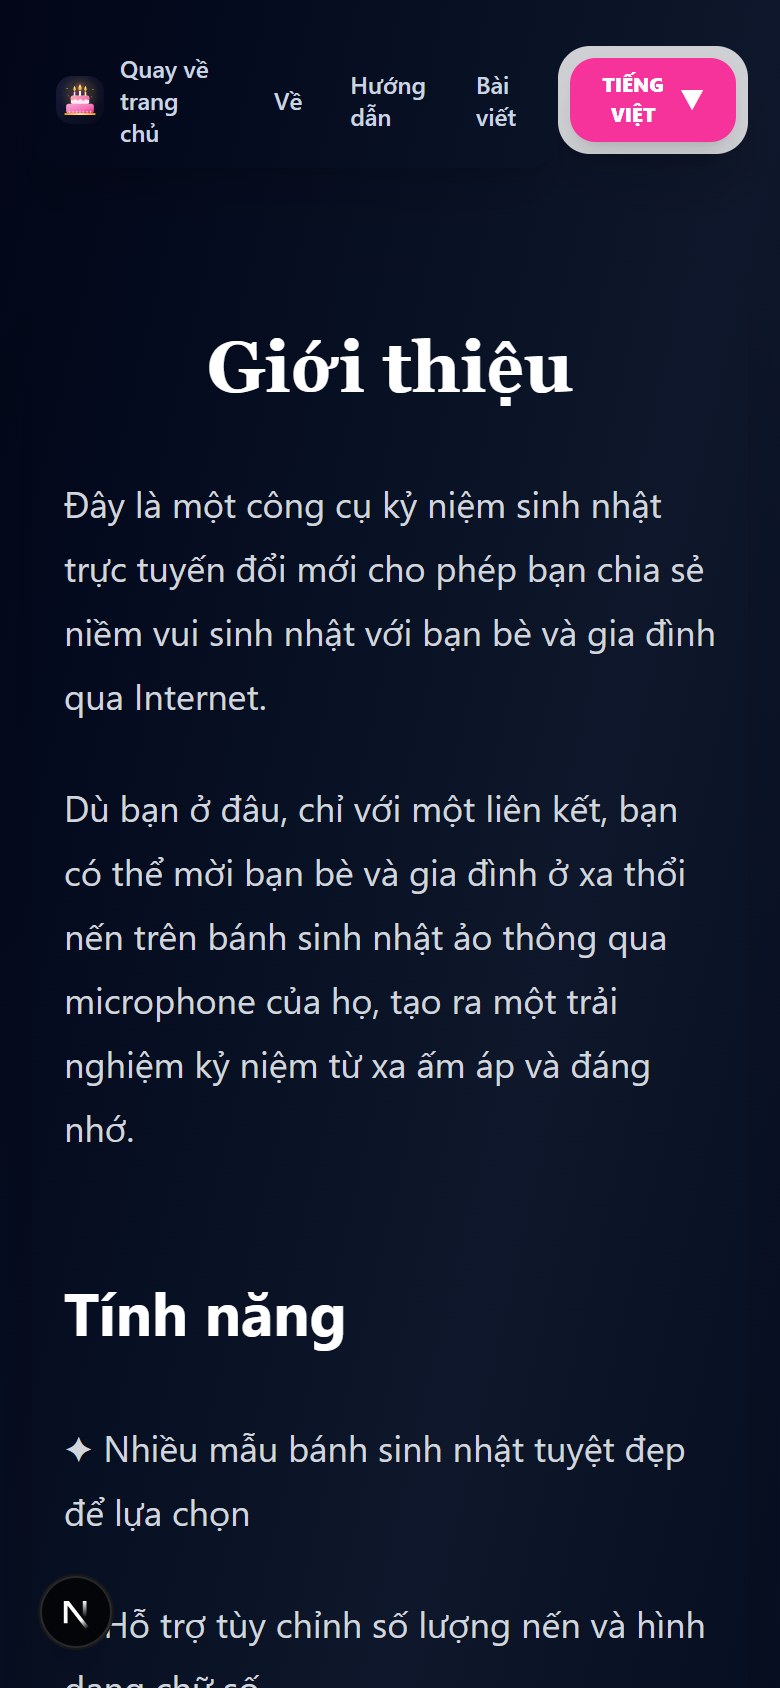 Quay về
trang
chủ
Về
Hướng
dẫn
Bài
viết
TIẾNG
VIỆT
Giới thiệu
Đây là một công cụ kỷ niệm sinh nhật
trực tuyến đổi mới cho phép bạn chia sẻ
niềm vui sinh nhật với bạn bè và gia đình
qua Internet.
Dù bạn ở đâu, chỉ với một liên kết, bạn
có thể mời bạn bè và gia đình ở xa thổi
nến trên bánh sinh nhật ảo thông qua
microphone của họ, tạo ra một trải
nghiệm kỷ niệm từ xa ấm áp và đáng
nhớ.
Tính năng
✦ Nhiều mẫu bánh sinh nhật tuyệt đẹp
để lựa chọn
N
Hỗ trợ tùy chỉnh số lượng nến và hình
dạng chữ số